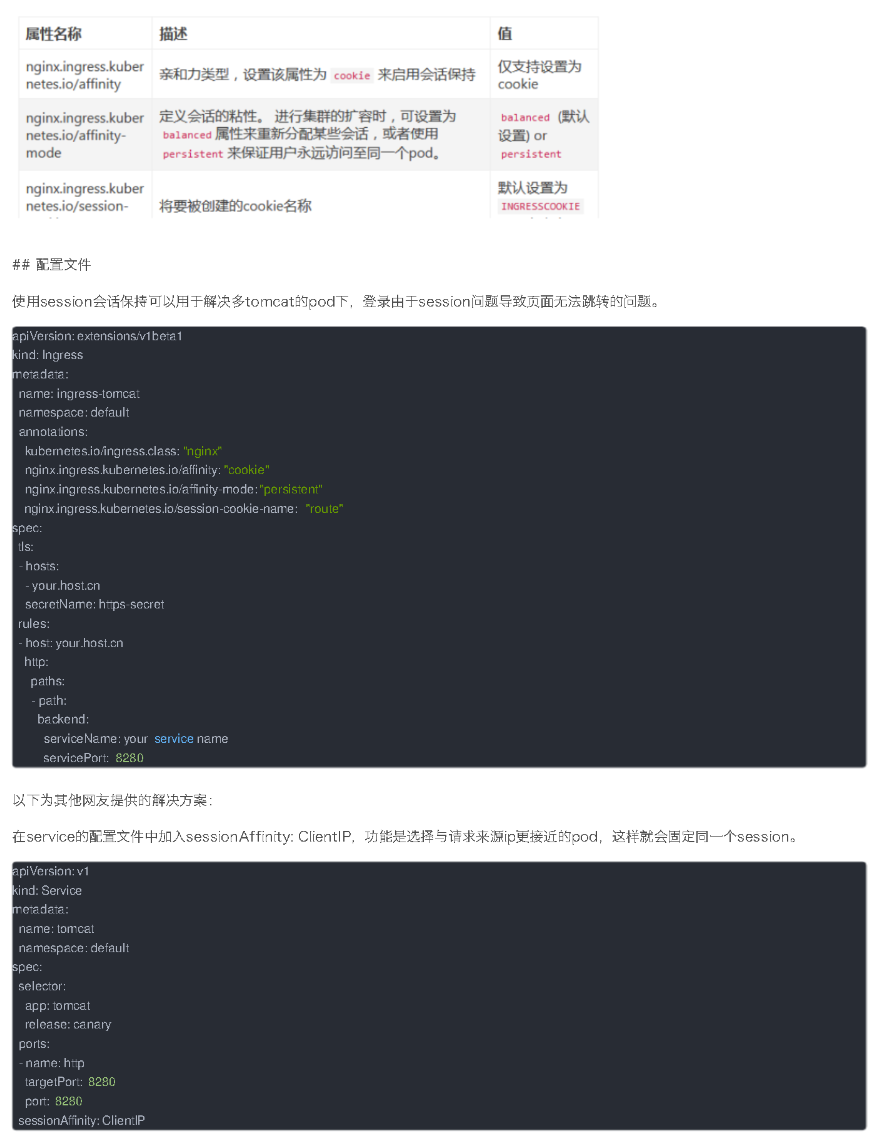 属性名称 描述 值
nginx.ingress.kuber
netes.io/affinity
亲和力类型，设置该属性为 cookie 来启用会话保持
仅支持设置为
cookie
nginx.ingress.kuber
netes.io/affinity-
mode
定义会话的粘性。 进行集群的扩容时，可设置为
balanced 属性来重新分配某些会话，或者使用
persistent 来保证用户永远访问至同一个pod。
balanced (默认
设置) or
persistent
nginx.ingress.kuber
netes.io/session-
将要被创建的cookie名称
默认设置为
INGRESSCOOKIE
## 配置文件
使用session会话保持可以用于解决多tomcat的pod下，登录由于session问题导致页面无法跳转的问题。
apiVersion: extensions/v1beta1
kind: Ingress
metadata:
  name: ingress-tomcat
  namespace: default
  annotations:
    kubernetes.io/ingress.class: "nginx"
    nginx.ingress.kubernetes.io/affinity: "cookie"
    nginx.ingress.kubernetes.io/affinity-mode:"persistent"
    nginx.ingress.kubernetes.io/session-cookie-name: "route"
spec:
  tls:
  - hosts:
    - your.host.cn
    secretName: https-secret
  rules:
  - host: your.host.cn
    http:
      paths:
      - path:
        backend:
          serviceName: your service name
          servicePort: 8280
以下为其他网友提供的解决方案：
在service的配置文件中加入sessionAffinity: ClientIP，功能是选择与请求来源ip更接近的pod，这样就会固定同一个session。
apiVersion: v1
kind: Service
metadata:
  name: tomcat
  namespace: default
spec:
  selector:
    app: tomcat
    release: canary
  ports:
  - name: http
    targetPort: 8280
    port: 8280
  sessionAffinity: ClientIP